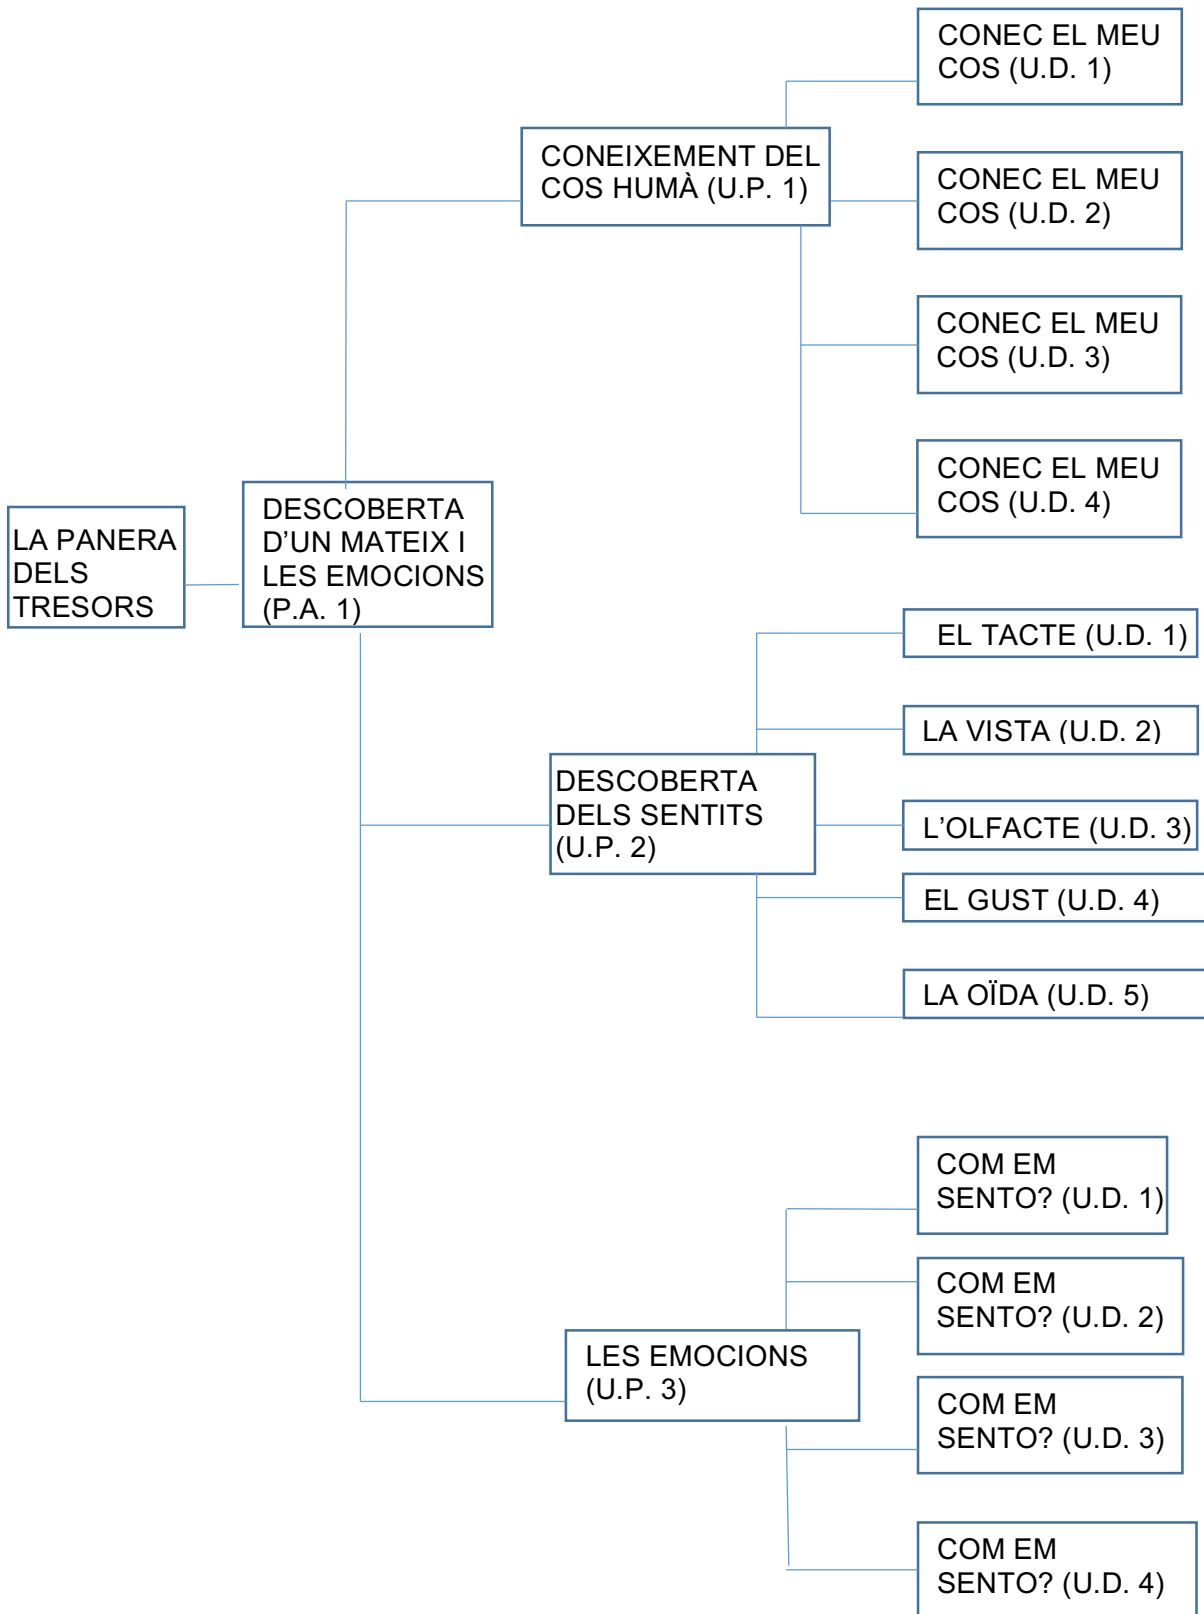 CONEC EL MEU
COS (U.D. 1)
CONEIXEMENT DEL
COS HUMÀ (U.P. 1)
CONEC EL MEU
COS (U.D. 2)
CONEC EL MEU
COS (U.D. 3)
CONEC EL MEU
COS (U.D. 4)
LA PANERA
DELS
TRESORS
DESCOBERTA
D'UN MATEIX I
LES EMOCIONS
(P.A. 1)
EL TACTE (U.D. 1)
LA VISTA (U.D. 2)
DESCOBERTA
DELS SENTITS
(U.P. 2)
L'OLFACTE (U.D. 3)
EL GUST (U.D. 4)
LA OÏDA (U.D. 5)
COM EM
SENTO? (U.D. 1)
COM EM
SENTO? (U.D. 2)
LES EMOCIONS
(U.P. 3)
COM EM
SENTO? (U.D. 3)
COM EM
SENTO? (U.D. 4)